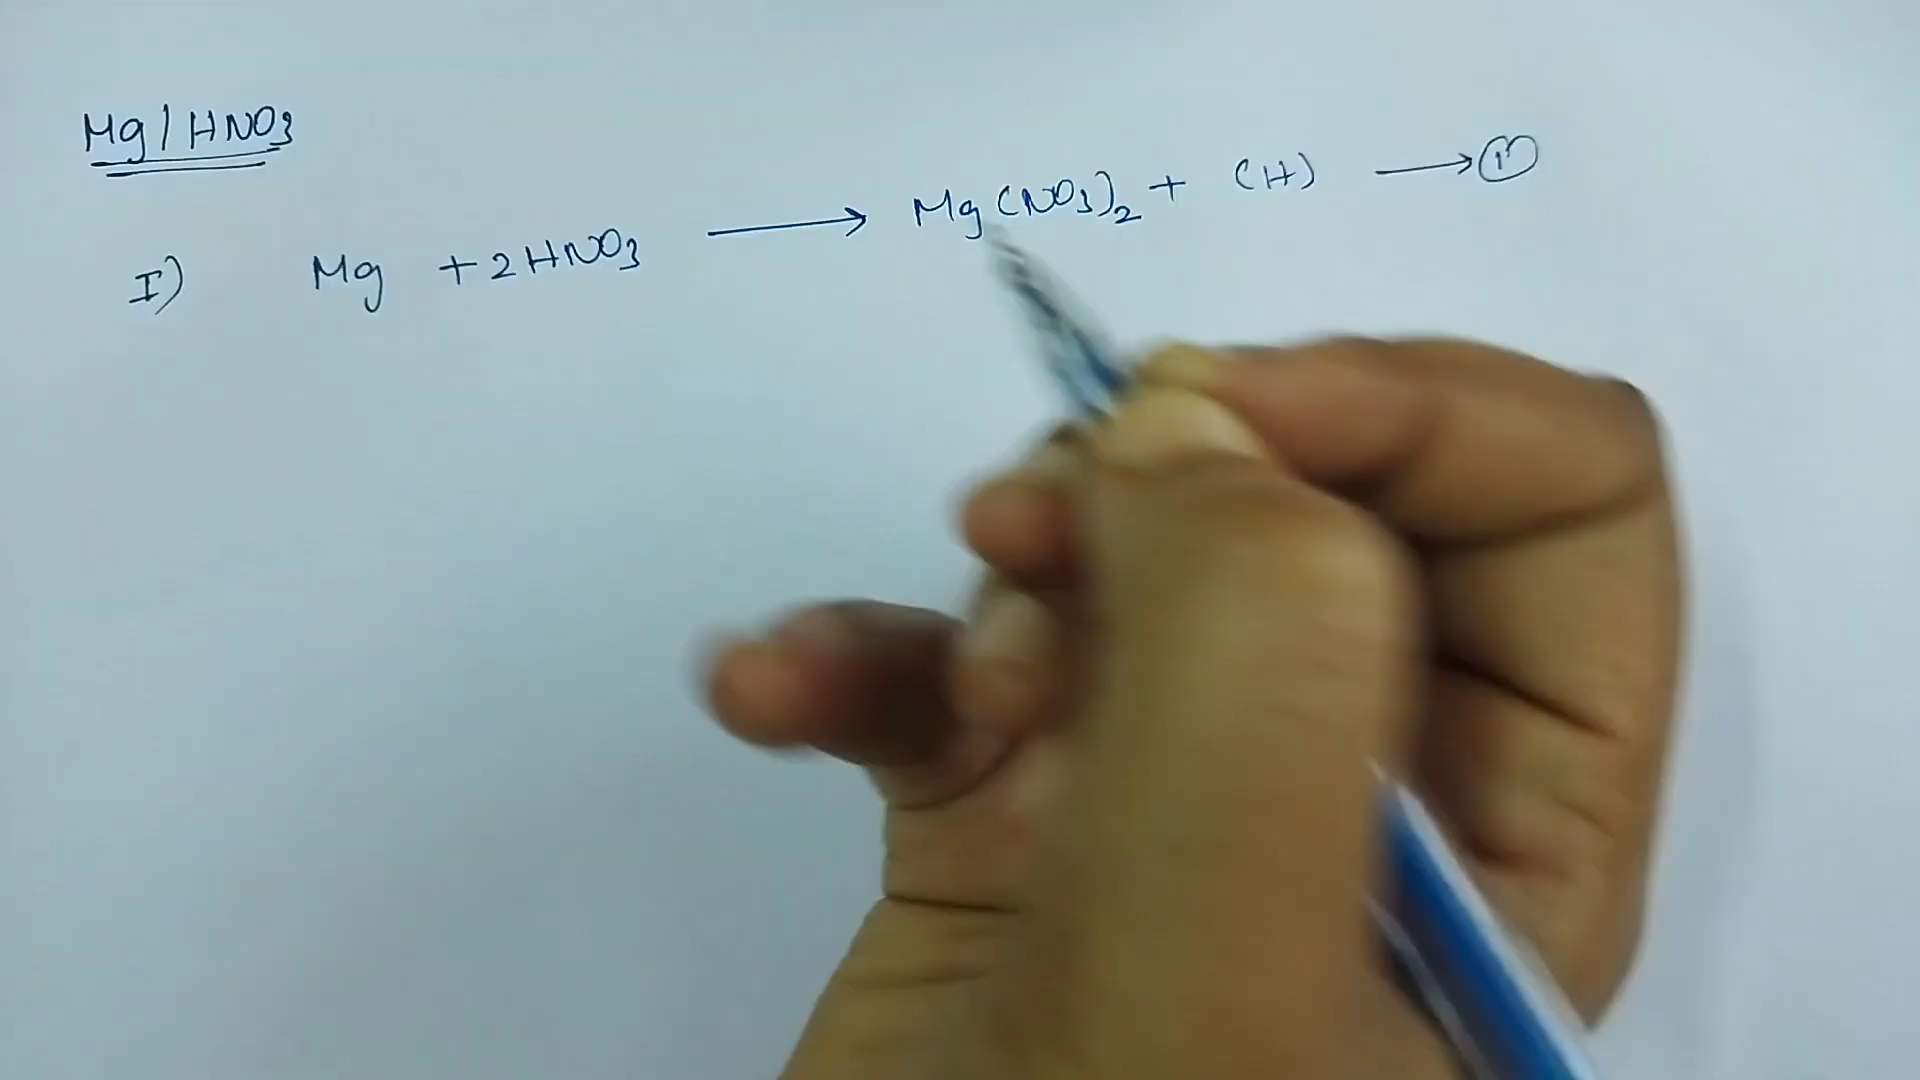 Mg/HNO3
I) Mg + 2HNO3 ⟶ Mg(NO3)2 + (H) ⟶ ①